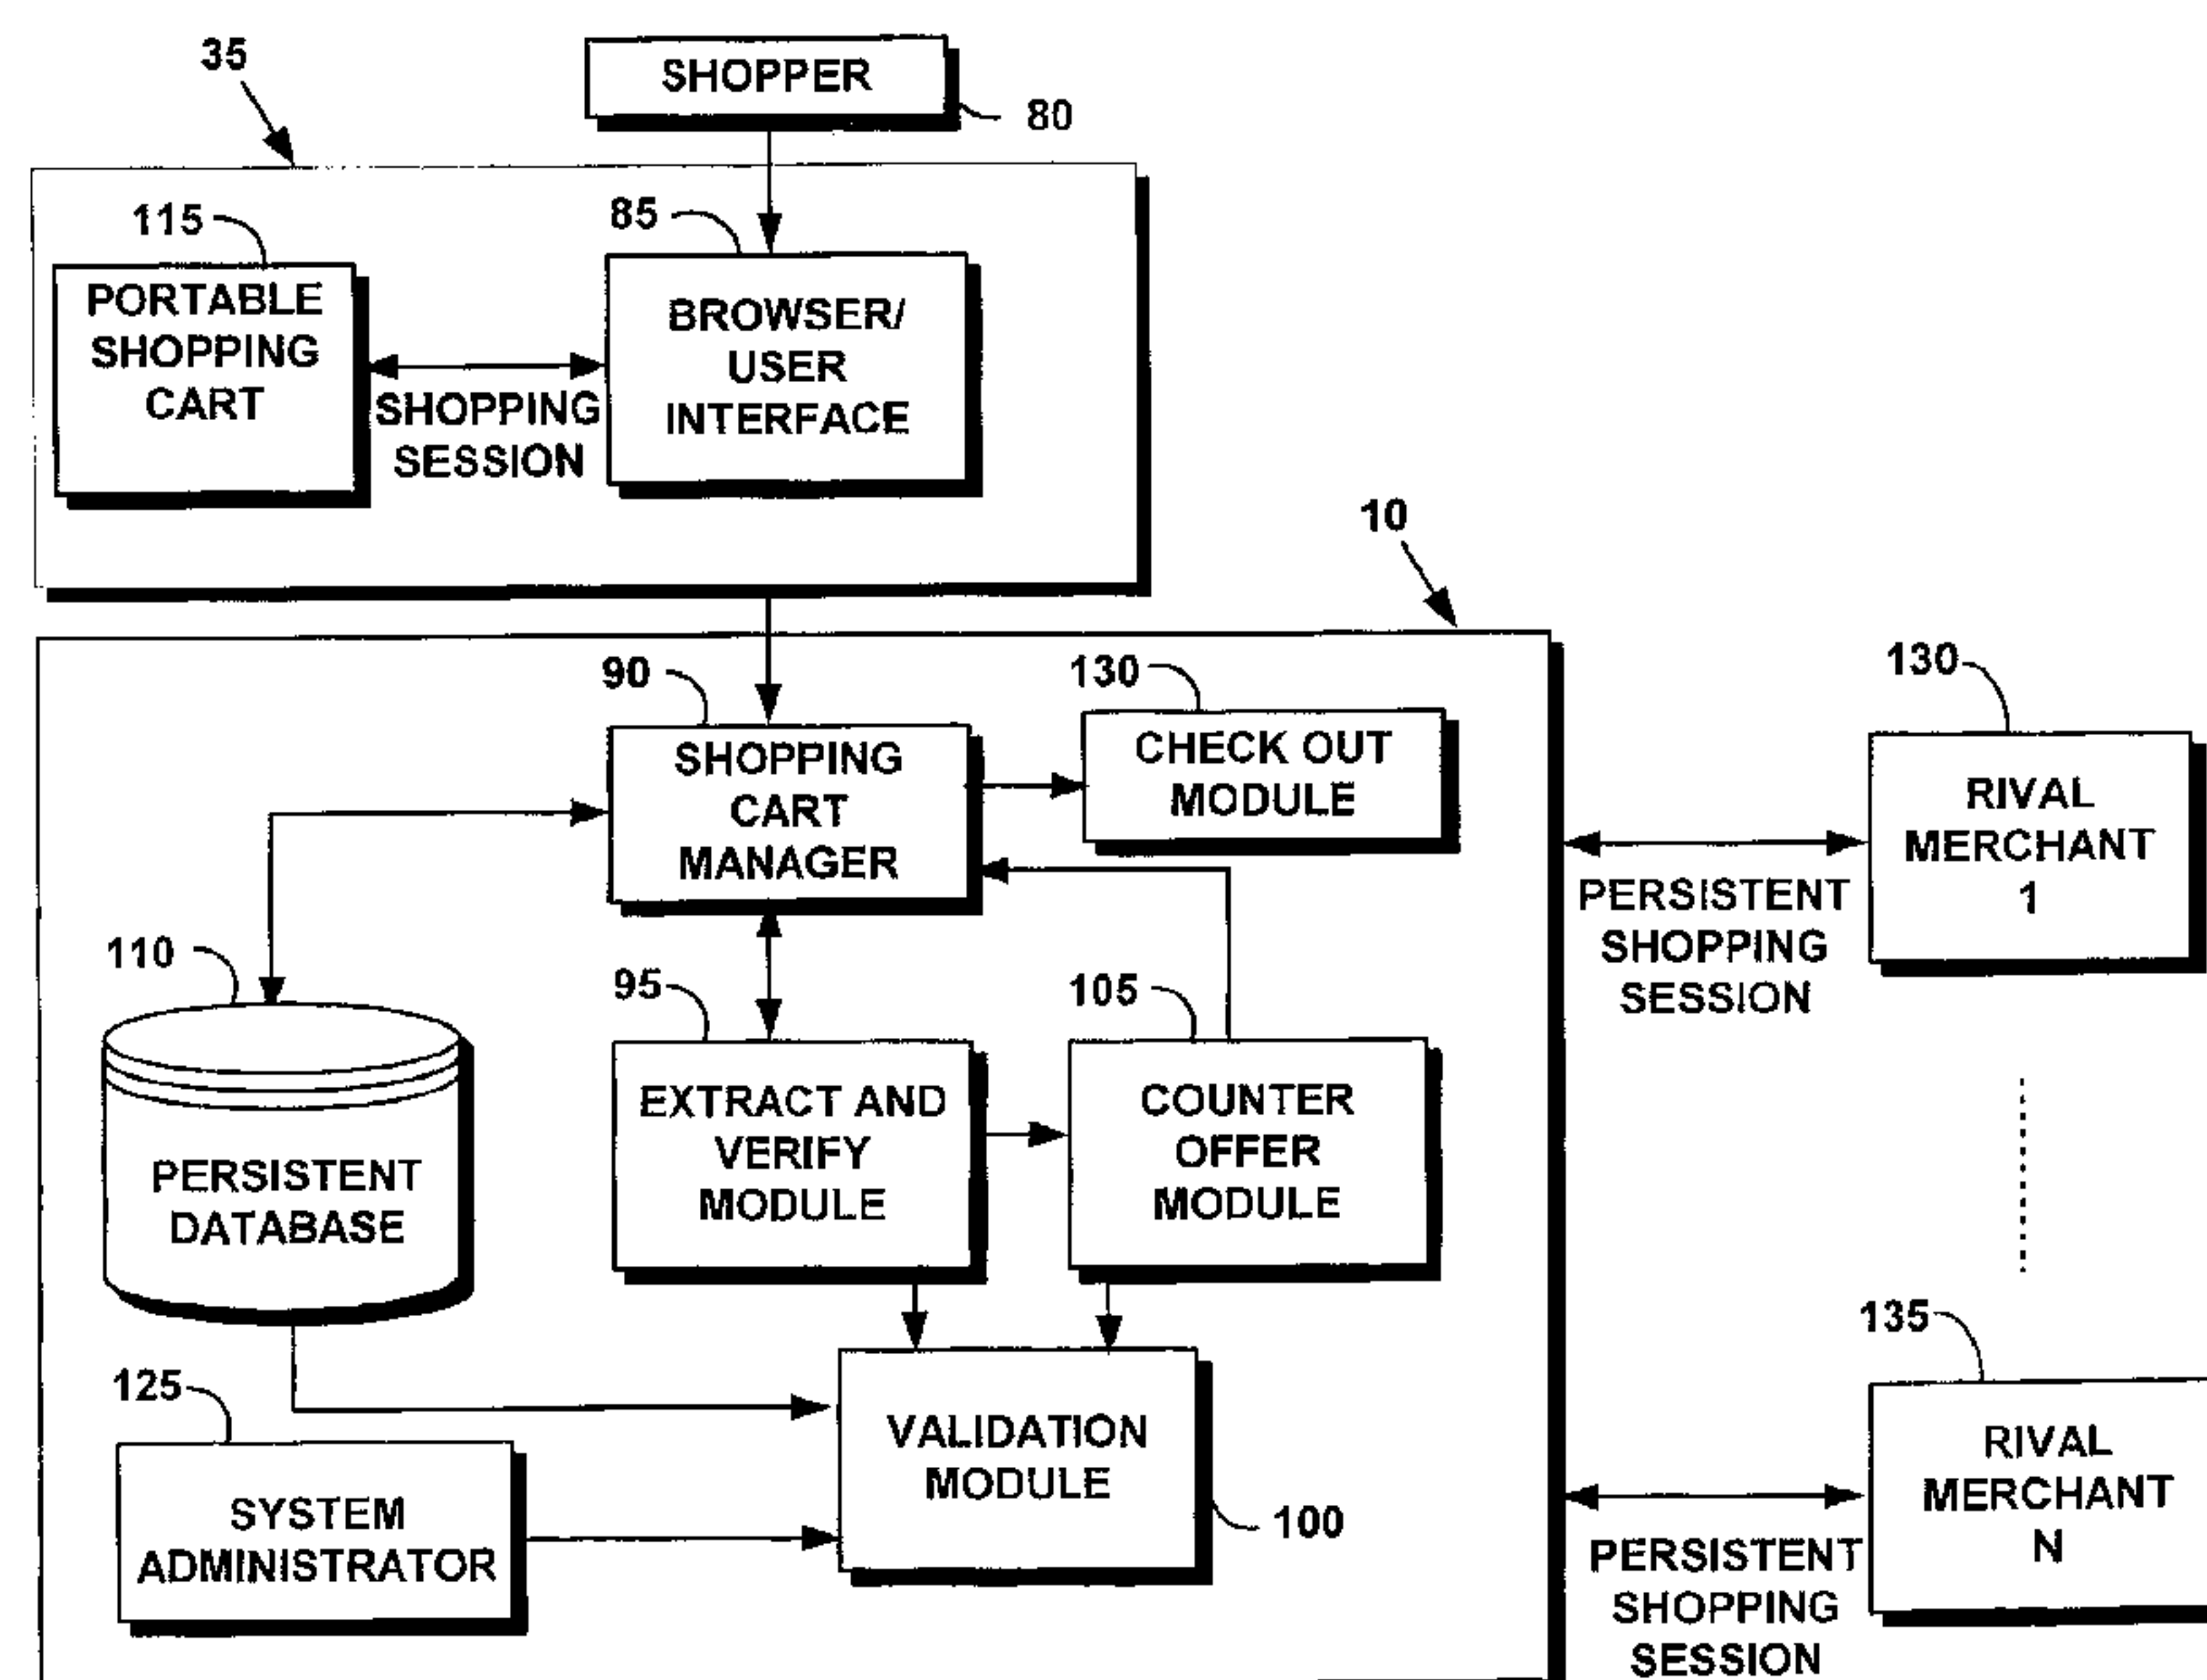 35
SHOPPER
80
115
85
PORTABLE
SHOPPING
CART
SHOPPING
SESSION
BROWSER/
USER
INTERFACE
10
90
130
130
SHOPPING
CART
MANAGER
CHECK OUT
MODULE
RIVAL
MERCHANT
1
PERSISTENT
SHOPPING
SESSION
110
95
105
PERSISTENT
DATABASE
EXTRACT AND
VERIFY
MODULE
COUNTER
OFFER
MODULE
135
125
SYSTEM
ADMINISTRATOR
VALIDATION
MODULE
100
RIVAL
MERCHANT
N
PERSISTENT
SHOPPING
SESSION